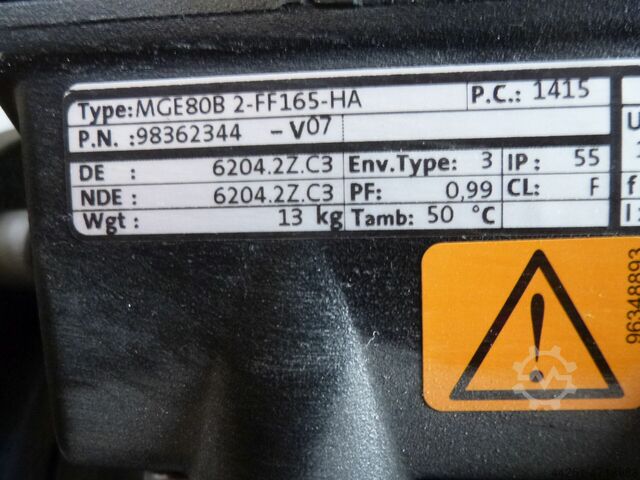 Type:MGE80B 2-FF165-HA P.C.: 1415
P.N. :98362344 -V07
DE : 6204.2Z.C3 Env.Type: 3 IP : 55
NDE : 6204.2Z.C3 PF: 0,99 CL: F
Wgt : 13 kg Tamb: 50 °C
U
f
I :
96348893